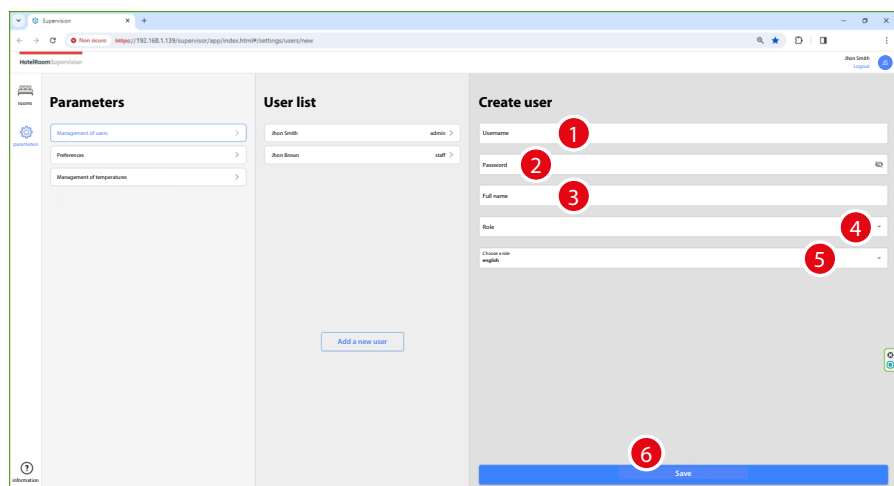 Supervision
Non sicuro https://192.168.1.139/supervisor/app/index.html#/settings/users/new
HotelRoomSupervision
Jhon Smith
Logout
JS
rooms
parameters
information
Parameters
Management of users
Preferences
Management of temperatures
User list
Jhon Smith admin
Jhon Brown staff
Add a new user
Create user
Username 1
Password 2
Full name 3
Role 4
Choose a role
english 5
6
Save